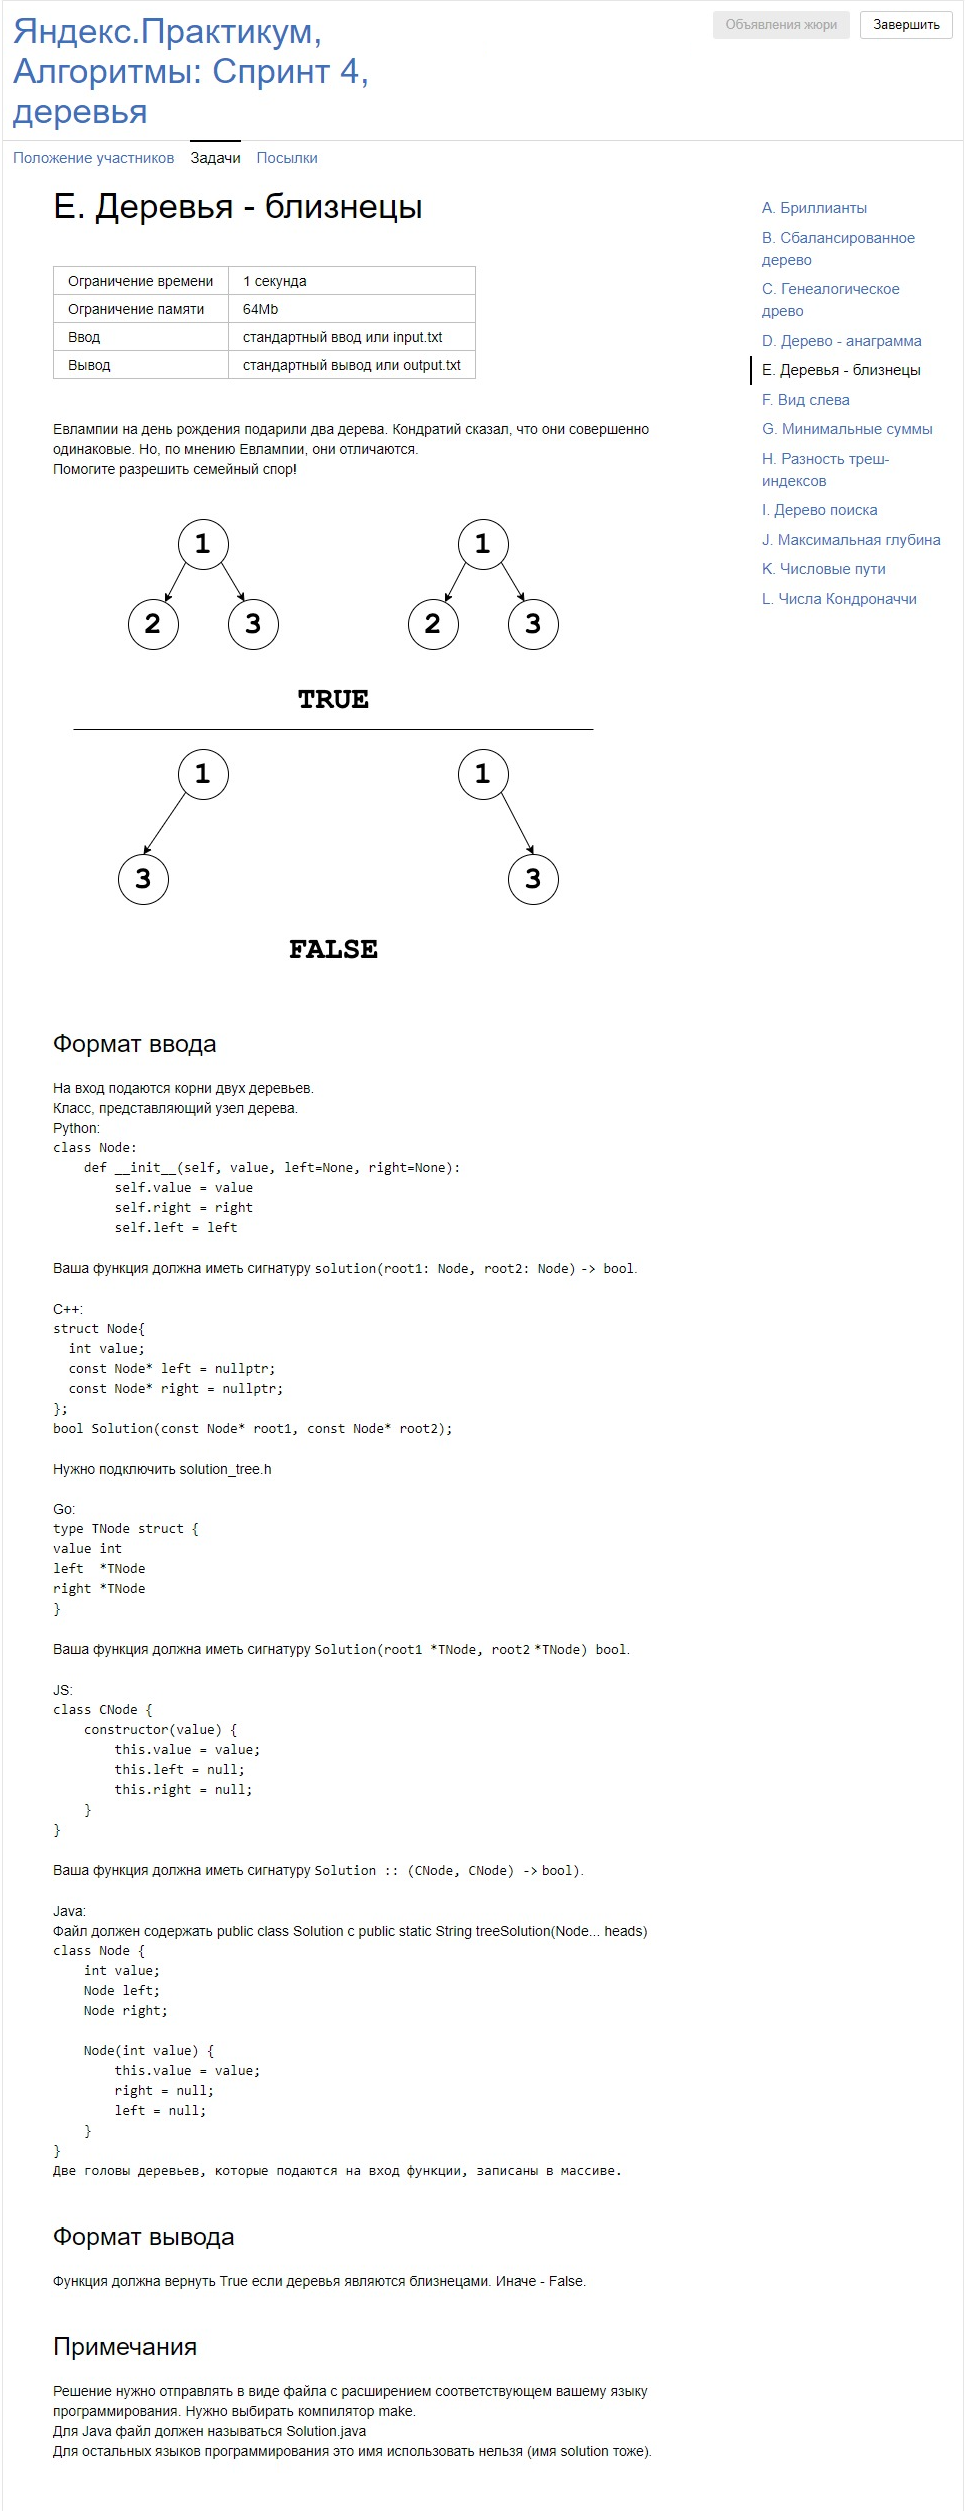 Яндекс.Практикум,
Алгоритмы: Спринт 4,
деревья
Объявления жюри
Завершить
Положение участников
Задачи
Посылки
E. Деревья - близнецы
Ограничение времени 1 секунда
Ограничение памяти 64Mb
Ввод стандартный ввод или input.txt
Вывод стандартный вывод или output.txt
A. Бриллианты
B. Сбалансированное
дерево
C. Генеалогическое
древо
D. Дерево - анаграмма
E. Деревья - близнецы
F. Вид слева
G. Минимальные суммы
H. Разность треш-
индексов
I. Дерево поиска
J. Максимальная глубина
K. Числовые пути
L. Числа Кондроначчи
Евлампии на день рождения подарили два дерева. Кондратий сказал, что они совершенно
одинаковые. Но, по мнению Евлампии, они отличаются.
Помогите разрешить семейный спор!
1 1
2 3 2 3
TRUE
1 1
3 3
FALSE
Формат ввода
На вход подаются корни двух деревьев.
Класс, представляющий узел дерева.
Python:
class Node:
    def __init__(self, value, left=None, right=None):
        self.value = value
        self.right = right
        self.left = left
Ваша функция должна иметь сигнатуру solution(root1: Node, root2: Node) -> bool.
C++:
struct Node{
  int value;
  const Node* left = nullptr;
  const Node* right = nullptr;
};
bool Solution(const Node* root1, const Node* root2);
Нужно подключить solution_tree.h
Go:
type TNode struct {
value int
left  *TNode
right *TNode
}
Ваша функция должна иметь сигнатуру Solution(root1 *TNode, root2 *TNode) bool.
JS:
class CNode {
    constructor(value) {
        this.value = value;
        this.left = null;
        this.right = null;
    }
}
Ваша функция должна иметь сигнатуру Solution :: (CNode, CNode) -> bool).
Java:
Файл должен содержать public class Solution с public static String treeSolution(Node... heads)
class Node {
    int value;
    Node left;
    Node right;
    Node(int value) {
        this.value = value;
        right = null;
        left = null;
    }
}
Две головы деревьев, которые подаются на вход функции, записаны в массиве.
Формат вывода
Функция должна вернуть True если деревья являются близнецами. Иначе - False.
Примечания
Решение нужно отправлять в виде файла с расширением соответствующем вашему языку
программирования. Нужно выбирать компилятор make.
Для Java файл должен называться Solution.java
Для остальных языков программирования это имя использовать нельзя (имя solution тоже).